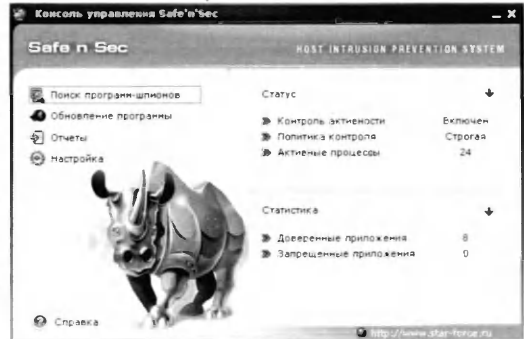 Консоль управления Safe'n'Sec
Safe n Sec
HOST INTRUSION PREVENTION SYSTEM
Поиск программ-шпионов
Обновление программы
Отчеты
Настройка
Справка
Статус
Контроль активности Включен
Политика контроля Строгая
Активные процессы 24
Статистика
Доверенные приложения 8
Запрещенные приложения 0
http://www.star-force.ru